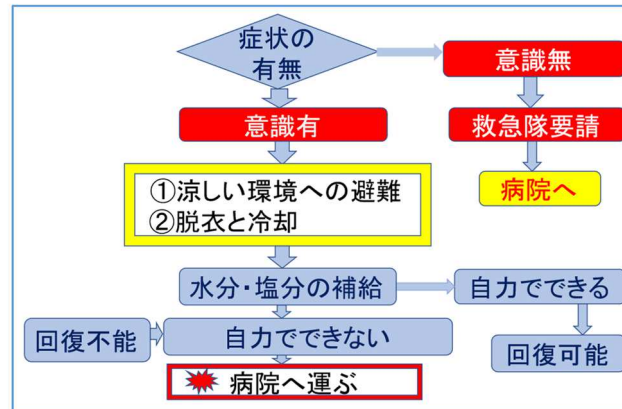 症状の
有無
意識無
意識有
救急隊要請
①涼しい環境への避難
②脱衣と冷却
病院へ
水分・塩分の補給
自力でできる
回復不能
自力でできない
回復可能
病院へ運ぶ